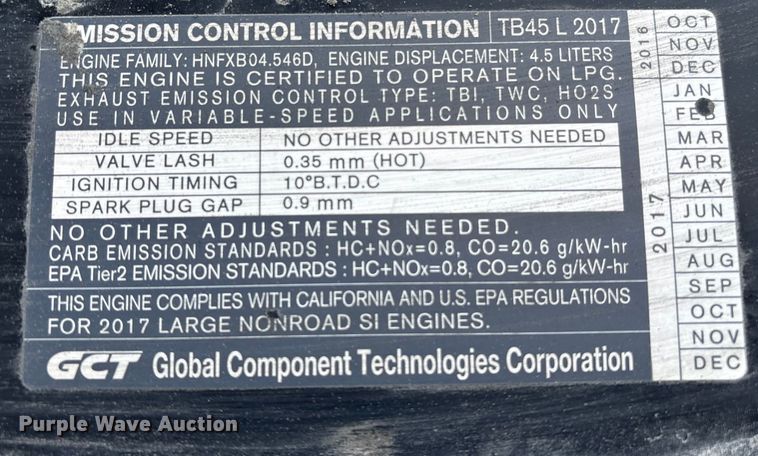 EMISSION CONTROL INFORMATION TB45 L 2017
ENGINE FAMILY: HNFXB04.546D, ENGINE DISPLACEMENT: 4.5 LITERS
THIS ENGINE IS CERTIFIED TO OPERATE ON LPG.
EXHAUST EMISSION CONTROL TYPE: TBI, TWC, HO2S
USE IN VARIABLE-SPEED APPLICATIONS ONLY
IDLE SPEED NO OTHER ADJUSTMENTS NEEDED
VALVE LASH 0.35 mm (HOT)
IGNITION TIMING 10°B.T.D.C
SPARK PLUG GAP 0.9 mm
NO OTHER ADJUSTMENTS NEEDED.
CARB EMISSION STANDARDS : HC+NOx=0.8, CO=20.6 g/kW-hr
EPA Tier2 EMISSION STANDARDS : HC+NOx=0.8, CO=20.6 g/kW-hr
THIS ENGINE COMPLIES WITH CALIFORNIA AND U.S. EPA REGULATIONS
FOR 2017 LARGE NONROAD SI ENGINES.
GCT Global Component Technologies Corporation
2016
OCT
NOV
DEC
2017
JAN
FEB
MAR
APR
MAY
JUN
JUL
AUG
SEP
OCT
NOV
DEC
Purple Wave Auction